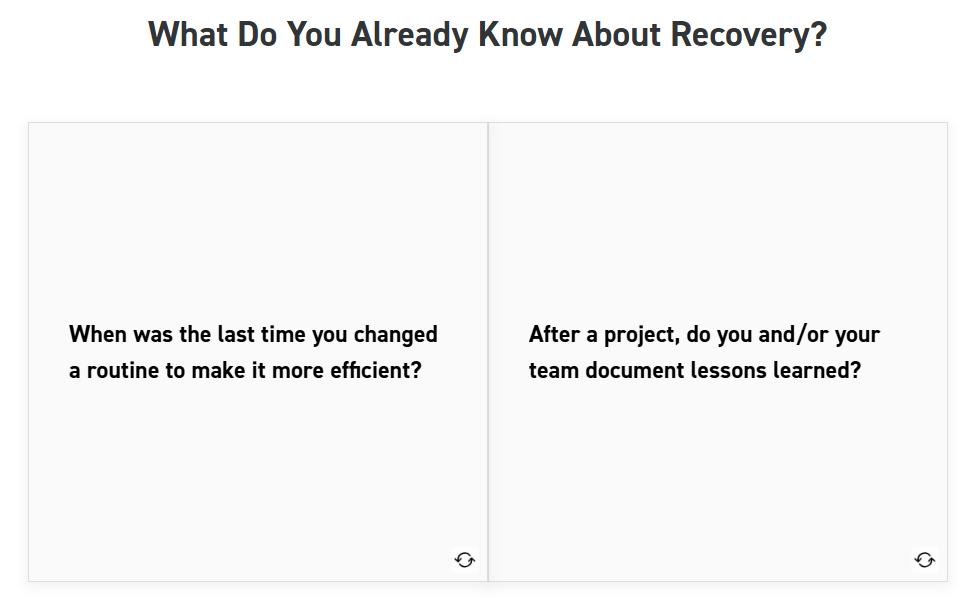 What Do You Already Know About Recovery?
When was the last time you changed
a routine to make it more efficient?
After a project, do you and/or your
team document lessons learned?